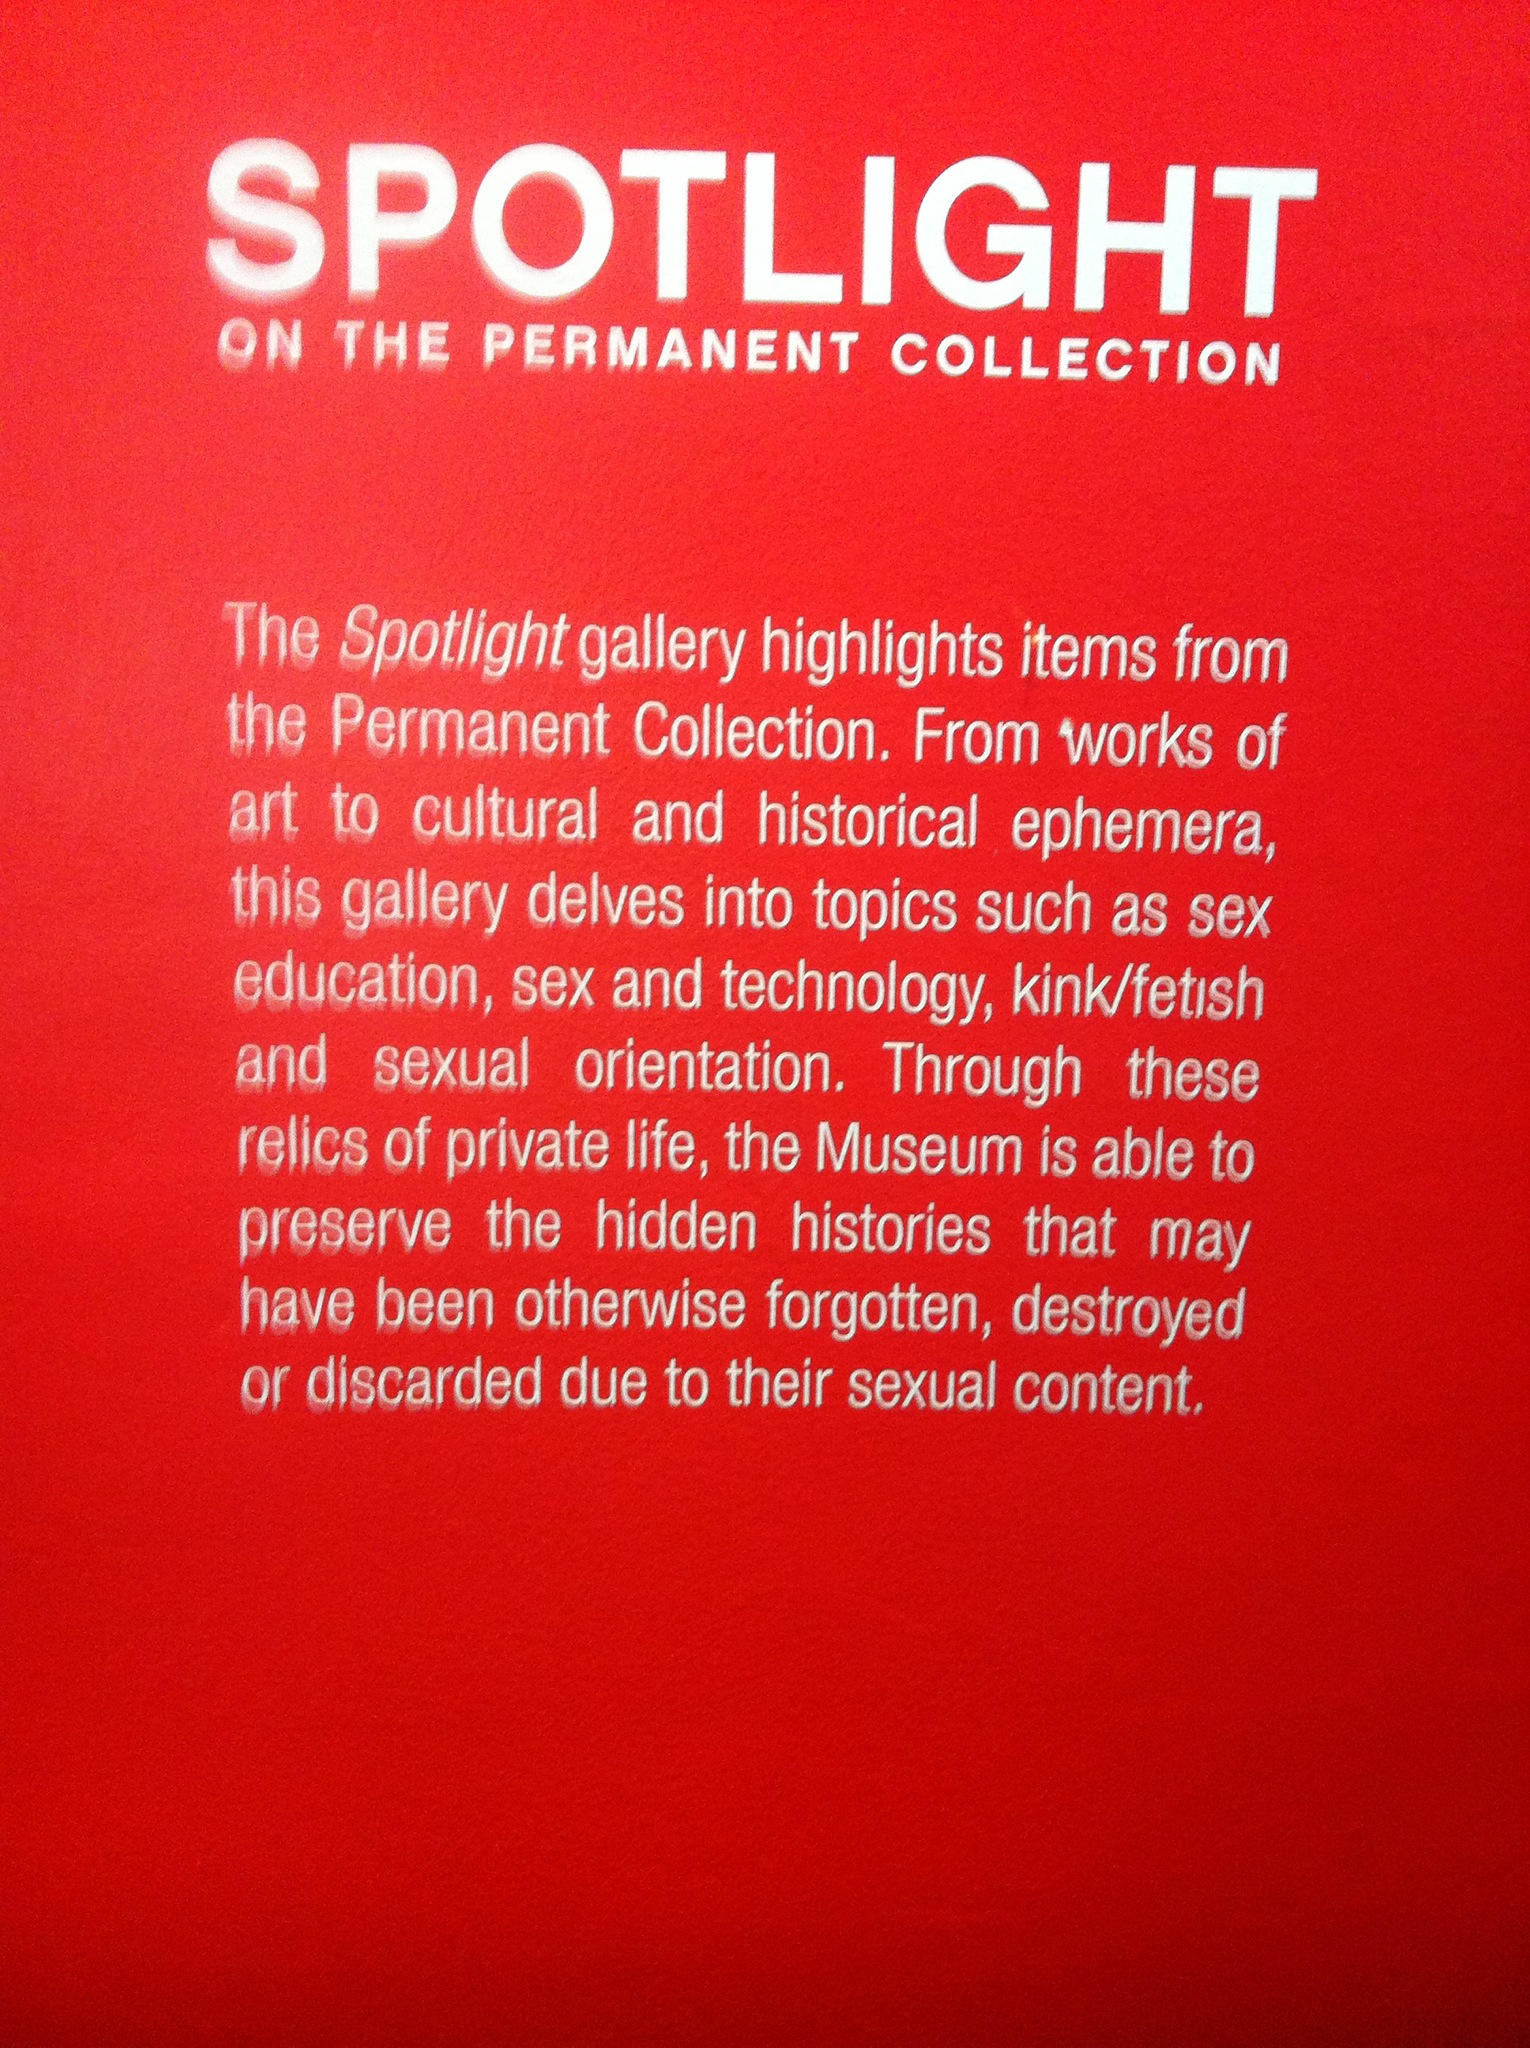 SPOTLIGHT
ON THE PERMANENT COLLECTION
The Spotlight gallery highlights items from
the Permanent Collection. From works of
art to cultural and historical ephemera,
this gallery delves into topics such as sex
education, sex and technology, kink/fetish
and sexual orientation. Through these
relics of private life, the Museum is able to
preserve the hidden histories that may
have been otherwise forgotten, destroyed
or discarded due to their sexual content.